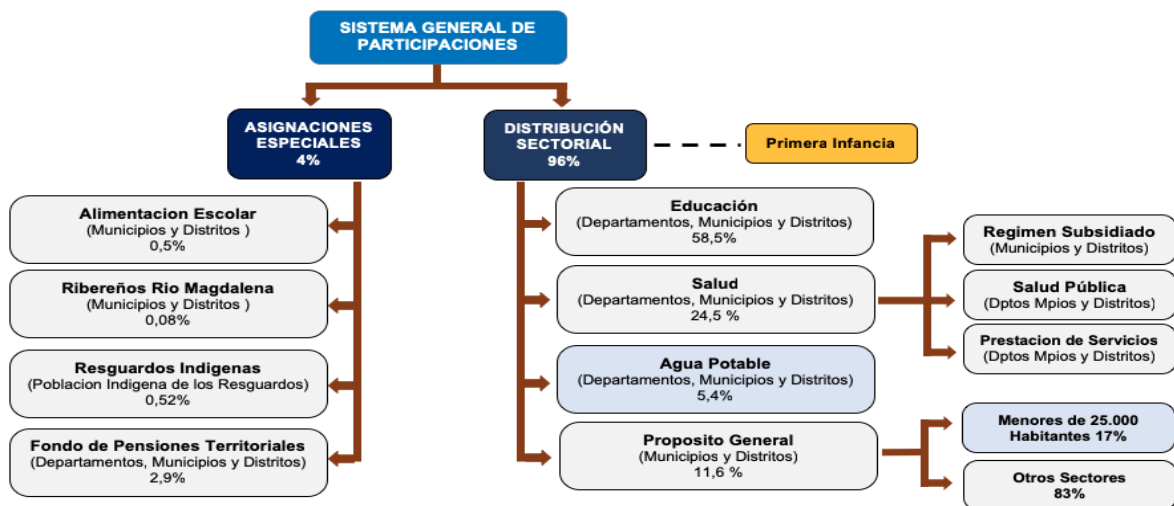 SISTEMA GENERAL DE
PARTICIPACIONES
ASIGNACIONES
ESPECIALES
4%
DISTRIBUCIÓN
SECTORIAL
96%
Primera Infancia
Alimentacion Escolar
(Municipios y Distritos )
0,5%
Ribereños Rio Magdalena
(Municipios y Distritos )
0,08%
Resguardos Indigenas
(Poblacion Indigena de los Resguardos)
0,52%
Fondo de Pensiones Territoriales
(Departamentos, Municipios y Distritos)
2,9%
Educación
(Departamentos, Municipios y Distritos)
58,5%
Salud
(Departamentos, Municipios y Distritos)
24,5 %
Agua Potable
(Departamentos, Municipios y Distritos)
5,4%
Proposito General
(Municipios y Distritos)
11,6 %
Regimen Subsidiado
(Municipios y Distritos)
Salud Pública
(Dptos Mpios y Distritos)
Prestacion de Servicios
(Dptos Mpios y Distritos)
Menores de 25.000
Habitantes 17%
Otros Sectores
83%